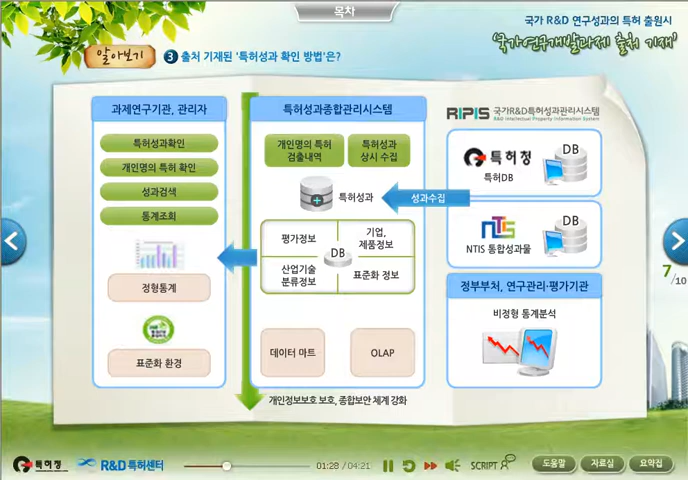 목차
국가 R&D 연구성과의 특허 출원시
'국가연구개발과제 출처 기재'
알아보기
3 출처 기재된 '특허성과 확인 방법'은?
과제연구기관, 관리자
특허성과확인
개인명의 특허 확인
성과검색
통계조회
정형통계
표준화 환경
특허성과종합관리시스템
개인명의 특허
검출내역
특허성과
상시 수집
특허성과
성과수집
평가정보
기업,
제품정보
DB
산업기술
분류정보
표준화 정보
데이터 마트
OLAP
개인정보보호 보호, 종합보안 체계 강화
RIPIS 국가R&D특허성과관리시스템
R&D Intellectual Property Information System
특허청
특허DB
DB
NTIS
NTIS 통합성과물
DB
정부부처, 연구관리·평가기관
비정형 통계분석
7
/10
특허청
R&D 특허센터
01:28 / 04:21
SCRIPT
도움말
자료실
요약집